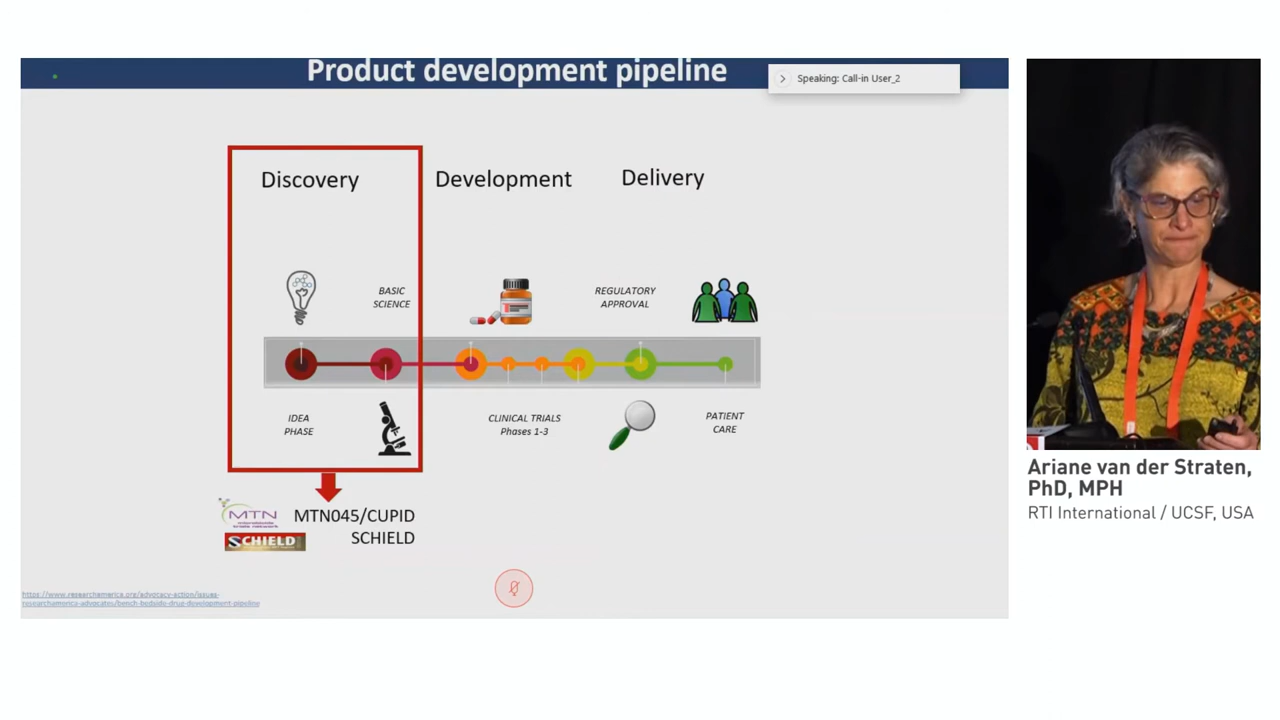 Product development pipeline
Speaking: Call-in User_2
Discovery
Development
Delivery
BASIC
SCIENCE
REGULATORY
APPROVAL
IDEA
PHASE
CLINICAL TRIALS
Phases 1-3
PATIENT
CARE
MTN
MTN045/CUPID
SCHIELD
SCHIELD
https://www.researchamerica.org/advocacy-action/issues-
researchamerica-advocates/bench-bedside-drug-development-pipeline
Ariane van der Straten,
PhD, MPH
RTI International / UCSF, USA